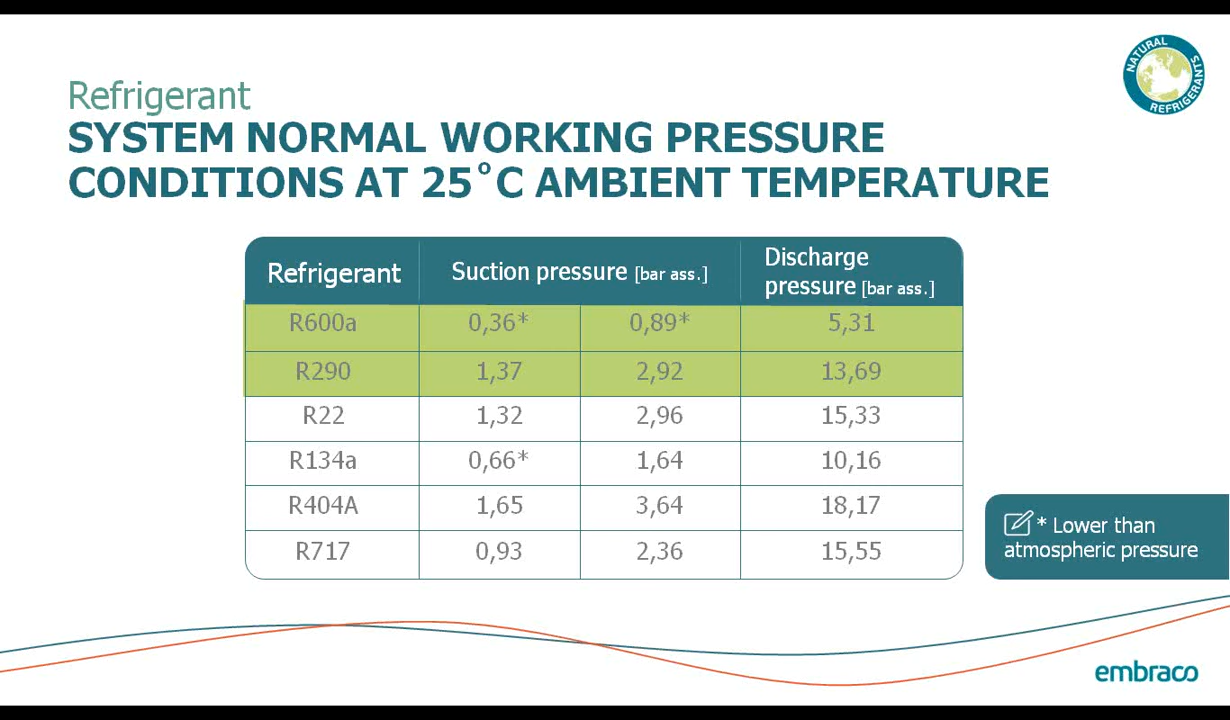 NATURAL
REFRIGERANTS
Refrigerant
SYSTEM NORMAL WORKING PRESSURE
CONDITIONS AT 25°C AMBIENT TEMPERATURE
Refrigerant Suction pressure [bar ass.] Discharge pressure [bar ass.]
R600a 0,36* 0,89* 5,31
R290 1,37 2,92 13,69
R22 1,32 2,96 15,33
R134a 0,66* 1,64 10,16
R404A 1,65 3,64 18,17
R717 0,93 2,36 15,55
* Lower than
atmospheric pressure
embraco